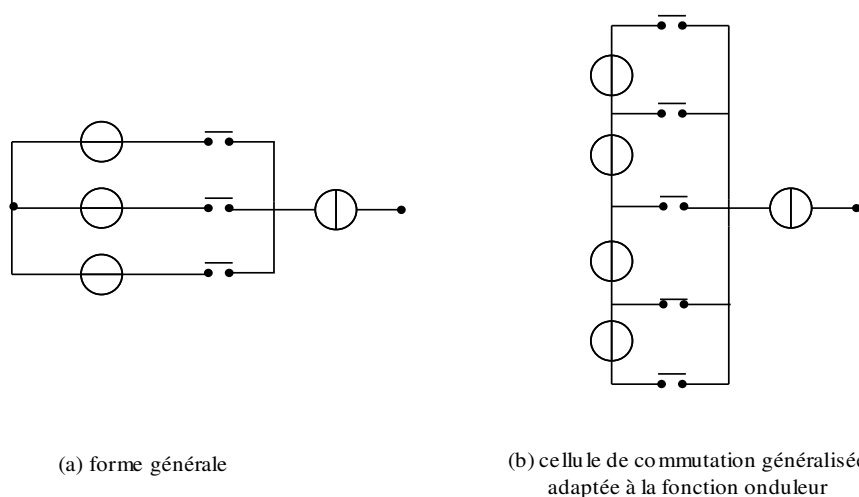 (a) forme générale
(b) cellule de commutation généralisée
adaptée à la fonction onduleur